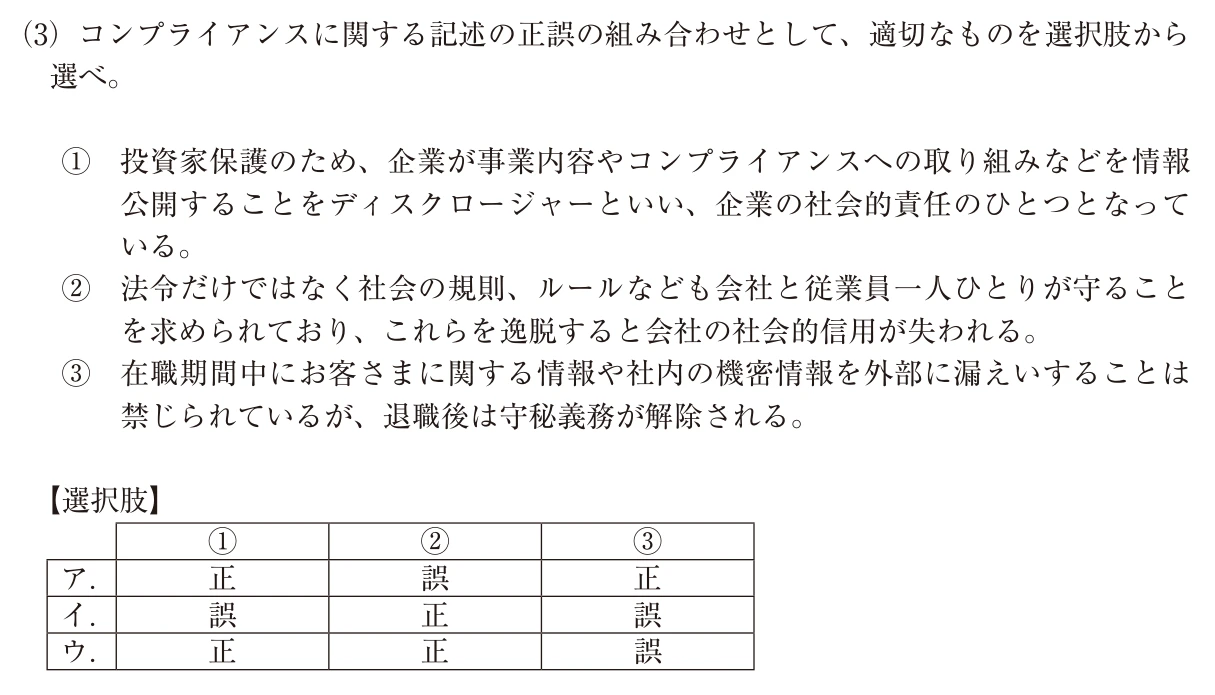 (3) コンプライアンスに関する記述の正誤の組み合わせとして、適切なものを選択肢から
選べ。
① 投資家保護のため、企業が事業内容やコンプライアンスへの取り組みなどを情報
公開することをディスクロージャーといい、企業の社会的責任のひとつとなって
いる。
② 法令だけではなく社会の規則、ルールなども会社と従業員一人ひとりが守ること
を求められており、これらを逸脱すると会社の社会的信用が失われる。
③ 在職期間中にお客さまに関する情報や社内の機密情報を外部に漏えいすることは
禁じられているが、退職後は守秘義務が解除される。
【選択肢】
① ② ③
ア. 正 誤 正
イ. 誤 正 誤
ウ. 正 正 誤